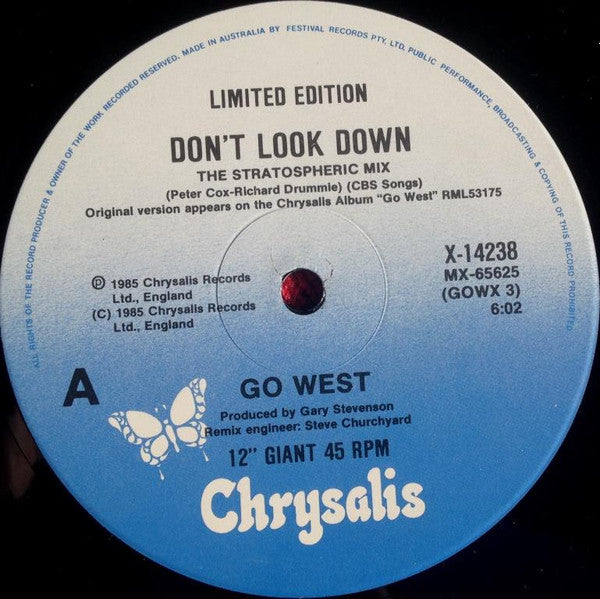 ALL RIGHTS OF THE RECORD PRODUCER & OWNER OF THE WORK RECORDED RESERVED. MADE IN AUSTRALIA BY FESTIVAL RECORDS PTY. LTD. PUBLIC PERFORMANCE, BROADCASTING & COPYING OF THIS RECORD PROHIBITED
LIMITED EDITION
DON'T LOOK DOWN
THE STRATOSPHERIC MIX
(Peter Cox-Richard Drummie) (CBS Songs)
Original version appears on the Chrysalis Album "Go West" RML53175
X-14238
MX-65625
(GOWX 3)
6:02
℗ 1985 Chrysalis Records
Ltd., England
(C) 1985 Chrysalis Records
Ltd., England
A
GO WEST
Produced by Gary Stevenson
Remix engineer: Steve Churchyard
12" GIANT 45 RPM
Chrysalis